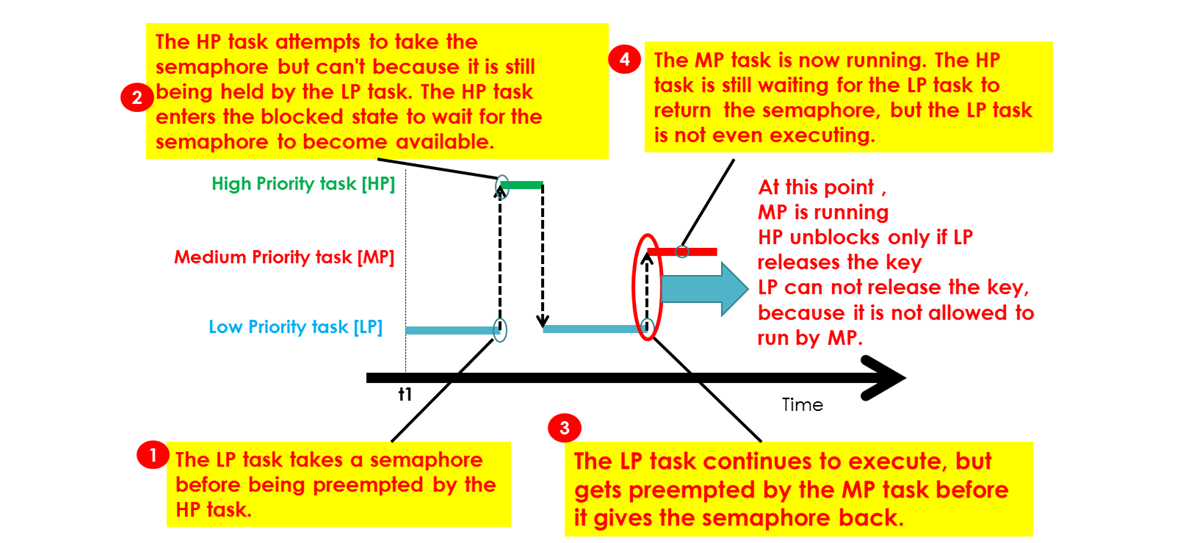 The HP task attempts to take the
semaphore but can't because it is still
being held by the LP task. The HP task
enters the blocked state to wait for the
semaphore to become available.
2
4
The MP task is now running. The HP
task is still waiting for the LP task to
return the semaphore, but the LP task
is not even executing.
High Priority task [HP]
Medium Priority task [MP]
Low Priority task [LP]
At this point ,
MP is running
HP unblocks only if LP
releases the key
LP can not release the key,
because it is not allowed to
run by MP.
t1
Time
1
The LP task takes a semaphore
before being preempted by the
HP task.
3
The LP task continues to execute, but
gets preempted by the MP task before
it gives the semaphore back.